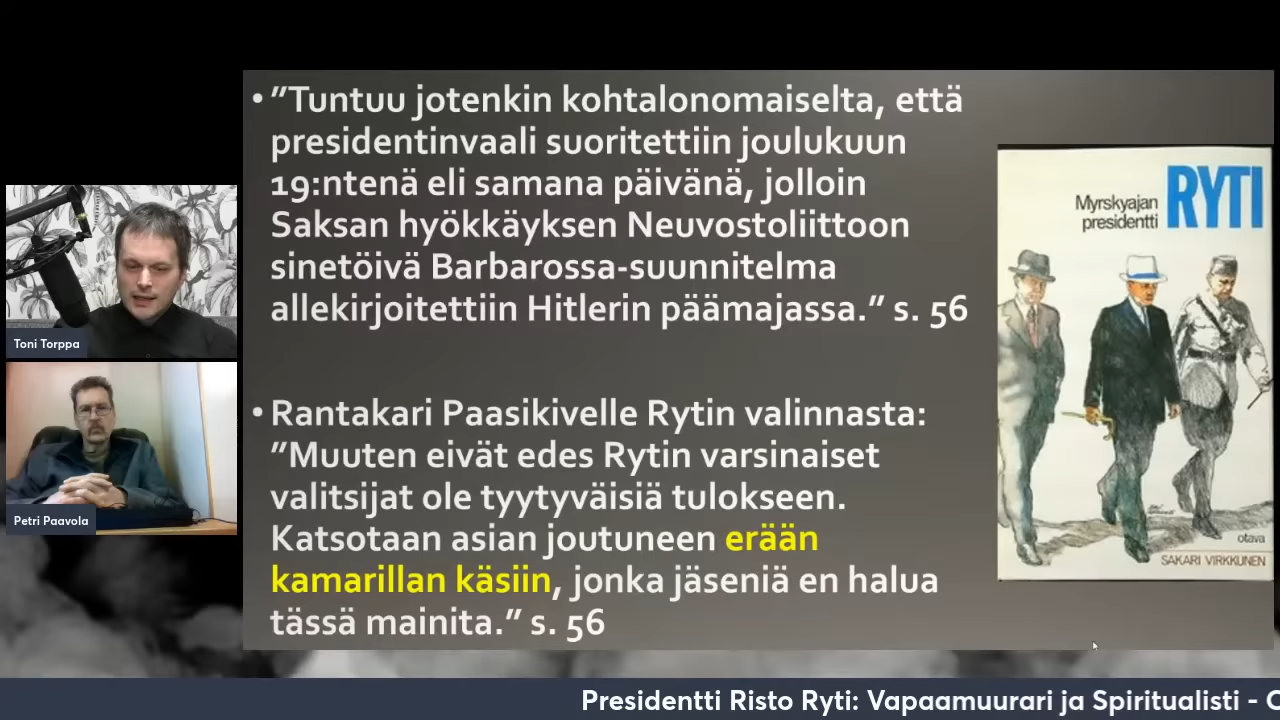 • ”Tuntuu jotenkin kohtalonomaiselta, että
presidentinvaali suoritettiin joulukuun
19:ntenä eli samana päivänä, jolloin
Saksan hyökkäyksen Neuvostoliittoon
sinetöivä Barbarossa-suunnitelma
allekirjoitettiin Hitlerin päämajassa.” s. 56
• Rantakari Paasikivelle Rytin valinnasta:
”Muuten eivät edes Rytin varsinaiset
valitsijat ole tyytyväisiä tulokseen.
Katsotaan asian joutuneen erään
kamarillan käsiin, jonka jäseniä en halua
tässä mainita.” s. 56
Myrskyajan
presidentti
RYTI
otava
SAKARI VIRKKUNEN
Toni Torppa
Petri Paavola
Presidentti Risto Ryti: Vapaamuurari ja Spiritualisti -